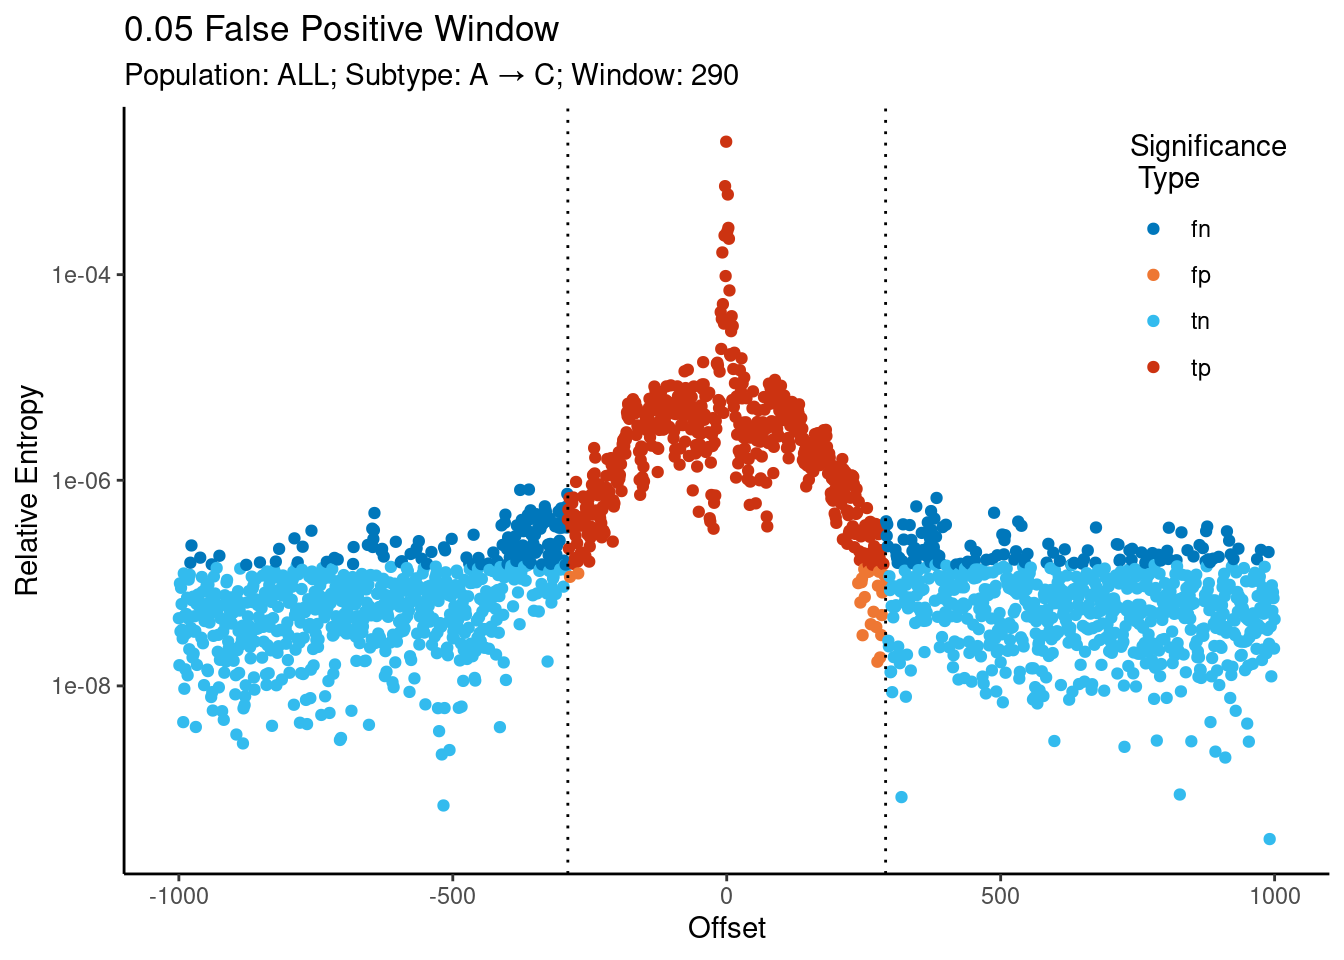 0.05 False Positive Window
Population: ALL; Subtype: A → C; Window: 290
Significance
Type
fn
fp
tn
tp
Relative Entropy
1e-04
1e-06
1e-08
-1000
-500
0
500
1000
Offset